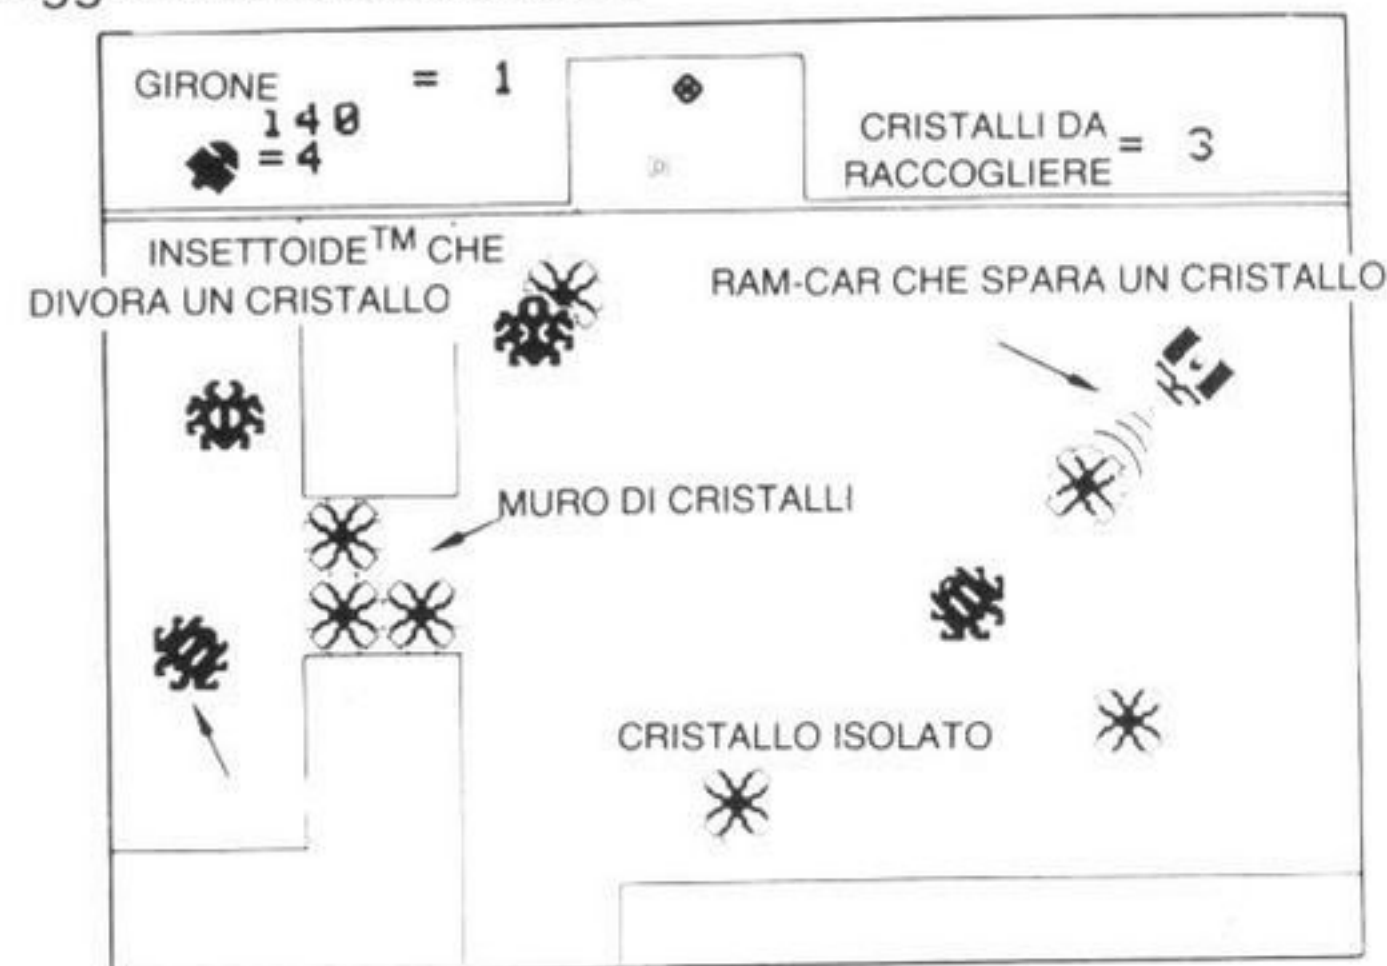 GIRONE = 1
140
=4
CRISTALLI DA
RACCOGLIERE = 3
INSETTOIDE™ CHE
DIVORA UN CRISTALLO
RAM-CAR CHE SPARA UN CRISTALLO
MURO DI CRISTALLI
CRISTALLO ISOLATO